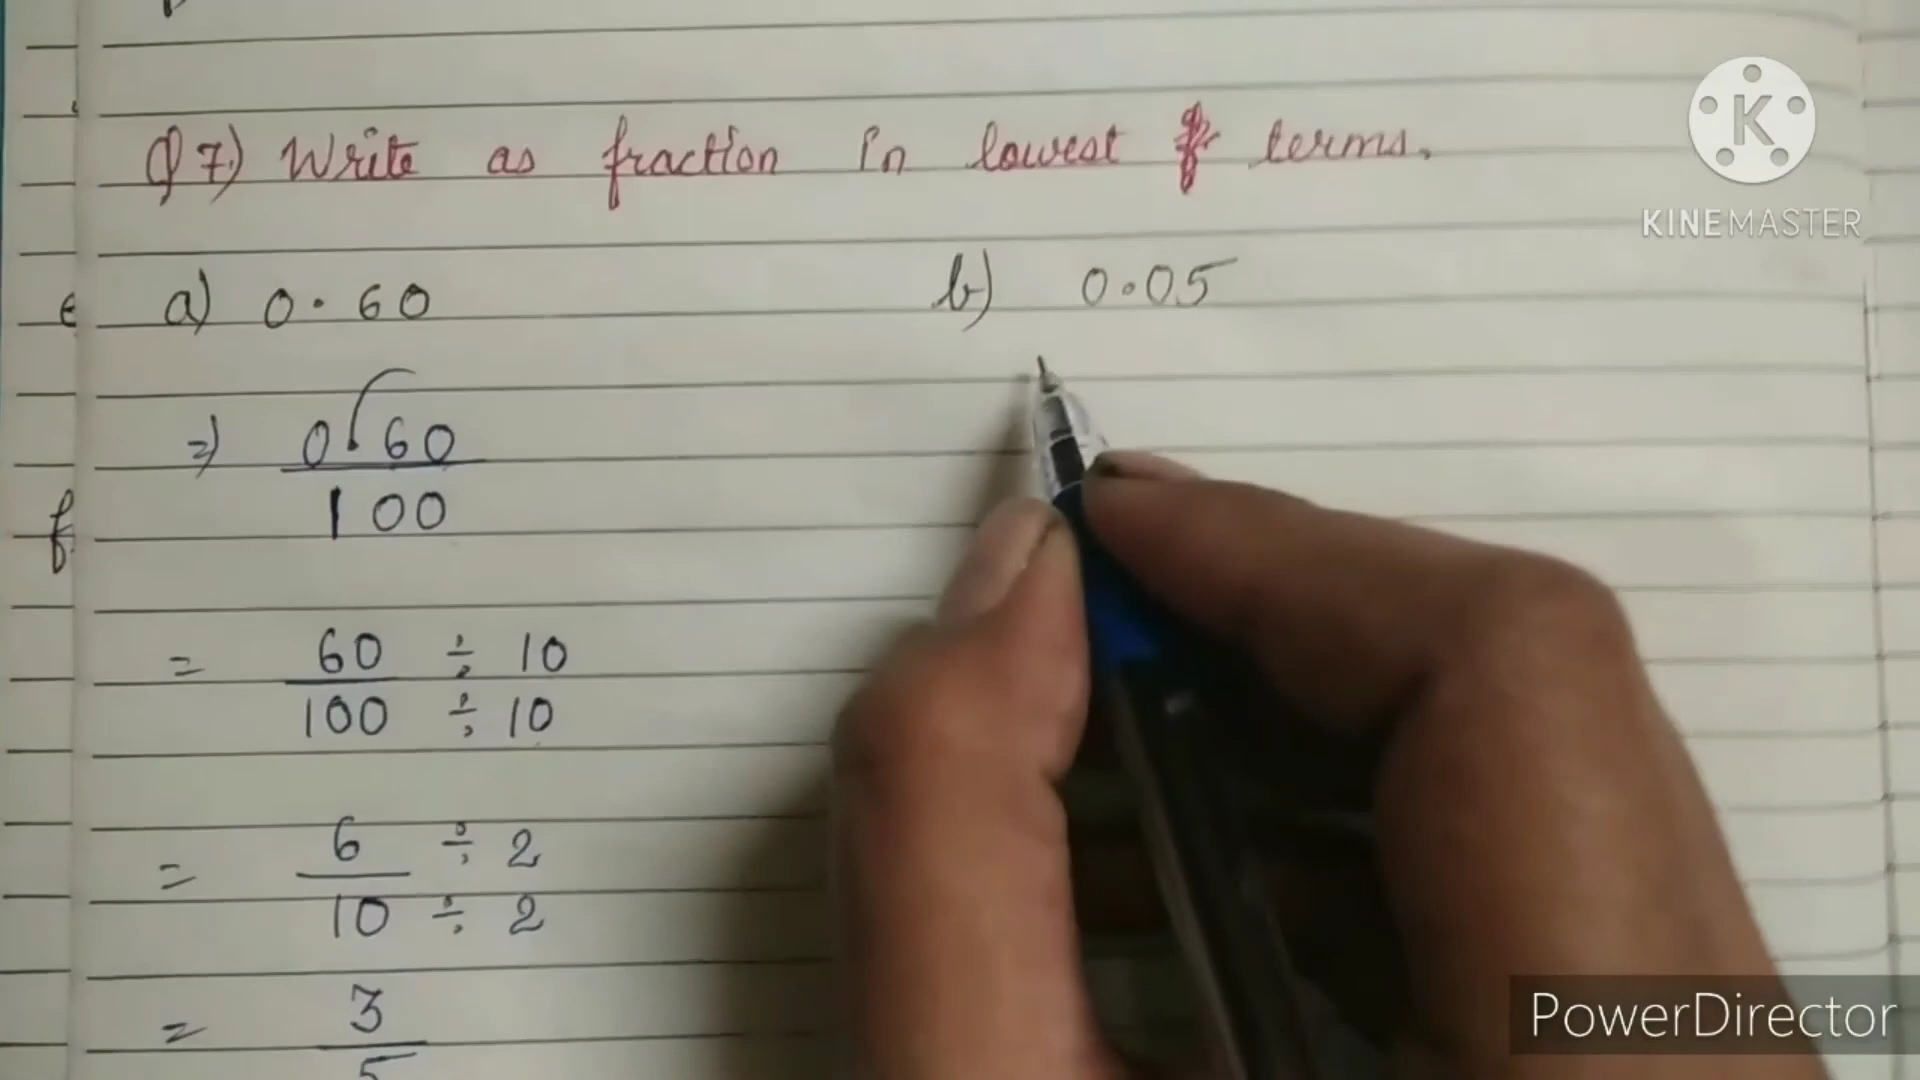 Q7) Write as fraction in lowest terms.
a) 0.60
⇒ 0.60
100
= 60 ÷ 10
100 ÷ 10
= 6 ÷ 2
10 ÷ 2
= 3
5
b) 0.05
e
f
K
KINEMASTER
PowerDirector